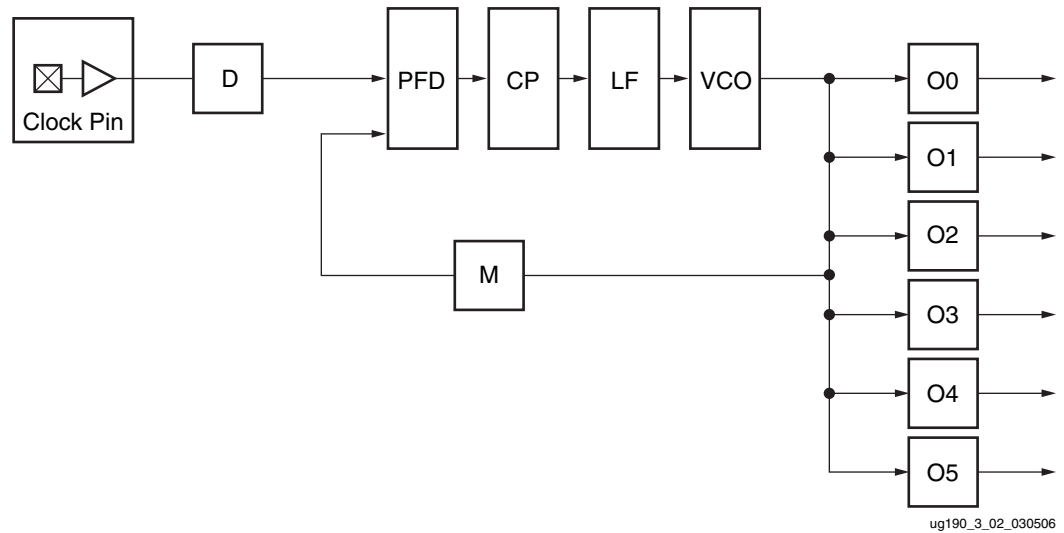 Clock Pin
D
PFD
CP
LF
VCO
M
O0
O1
O2
O3
O4
O5
ug190_3_02_030506